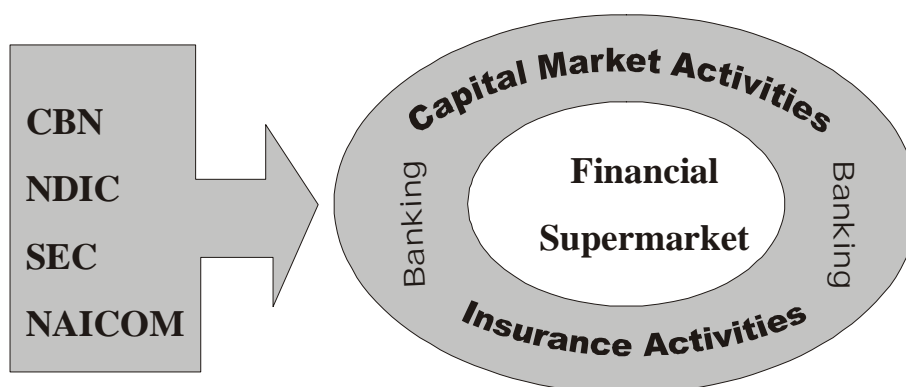 CBN
NDIC
SEC
NAICOM
Capital Market Activities
Banking
Financial
Supermarket
Banking
Insurance Activities